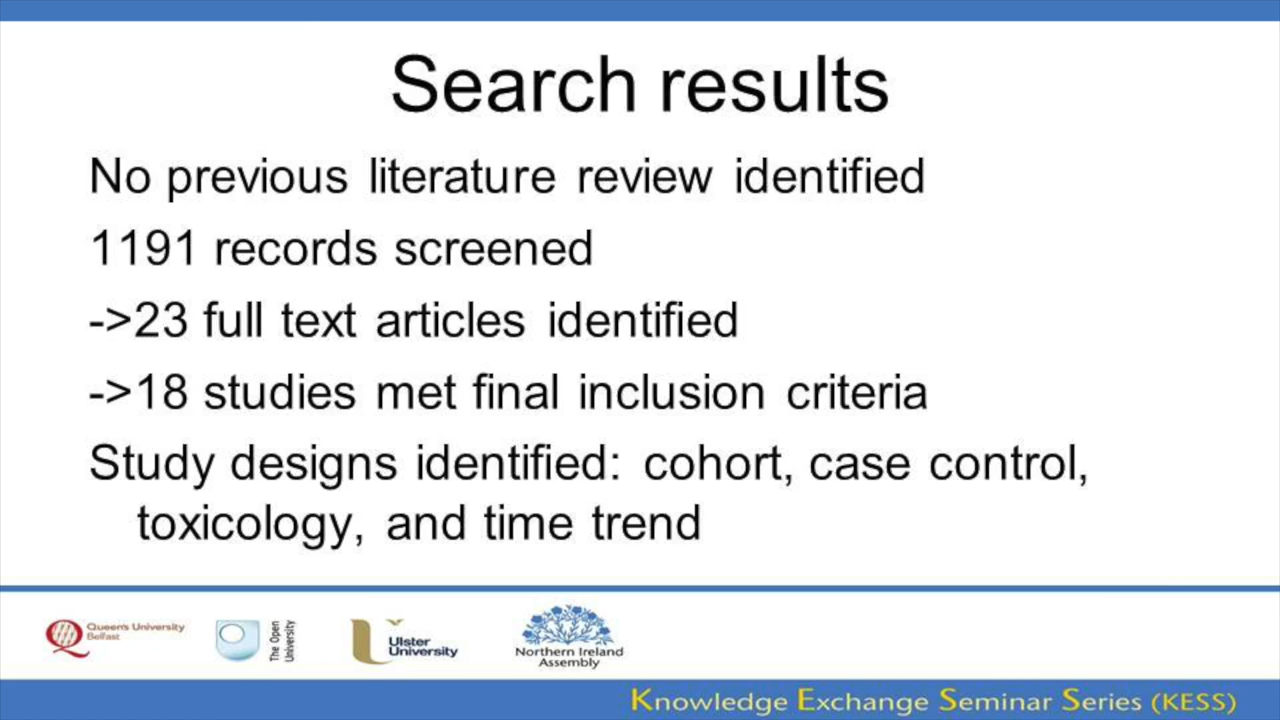 Search results
No previous literature review identified
1191 records screened
->23 full text articles identified
->18 studies met final inclusion criteria
Study designs identified: cohort, case control,
toxicology, and time trend
Queen's University
Belfast
The Open
University
Ulster
University
Northern Ireland
Assembly
Knowledge Exchange Seminar Series (KESS)